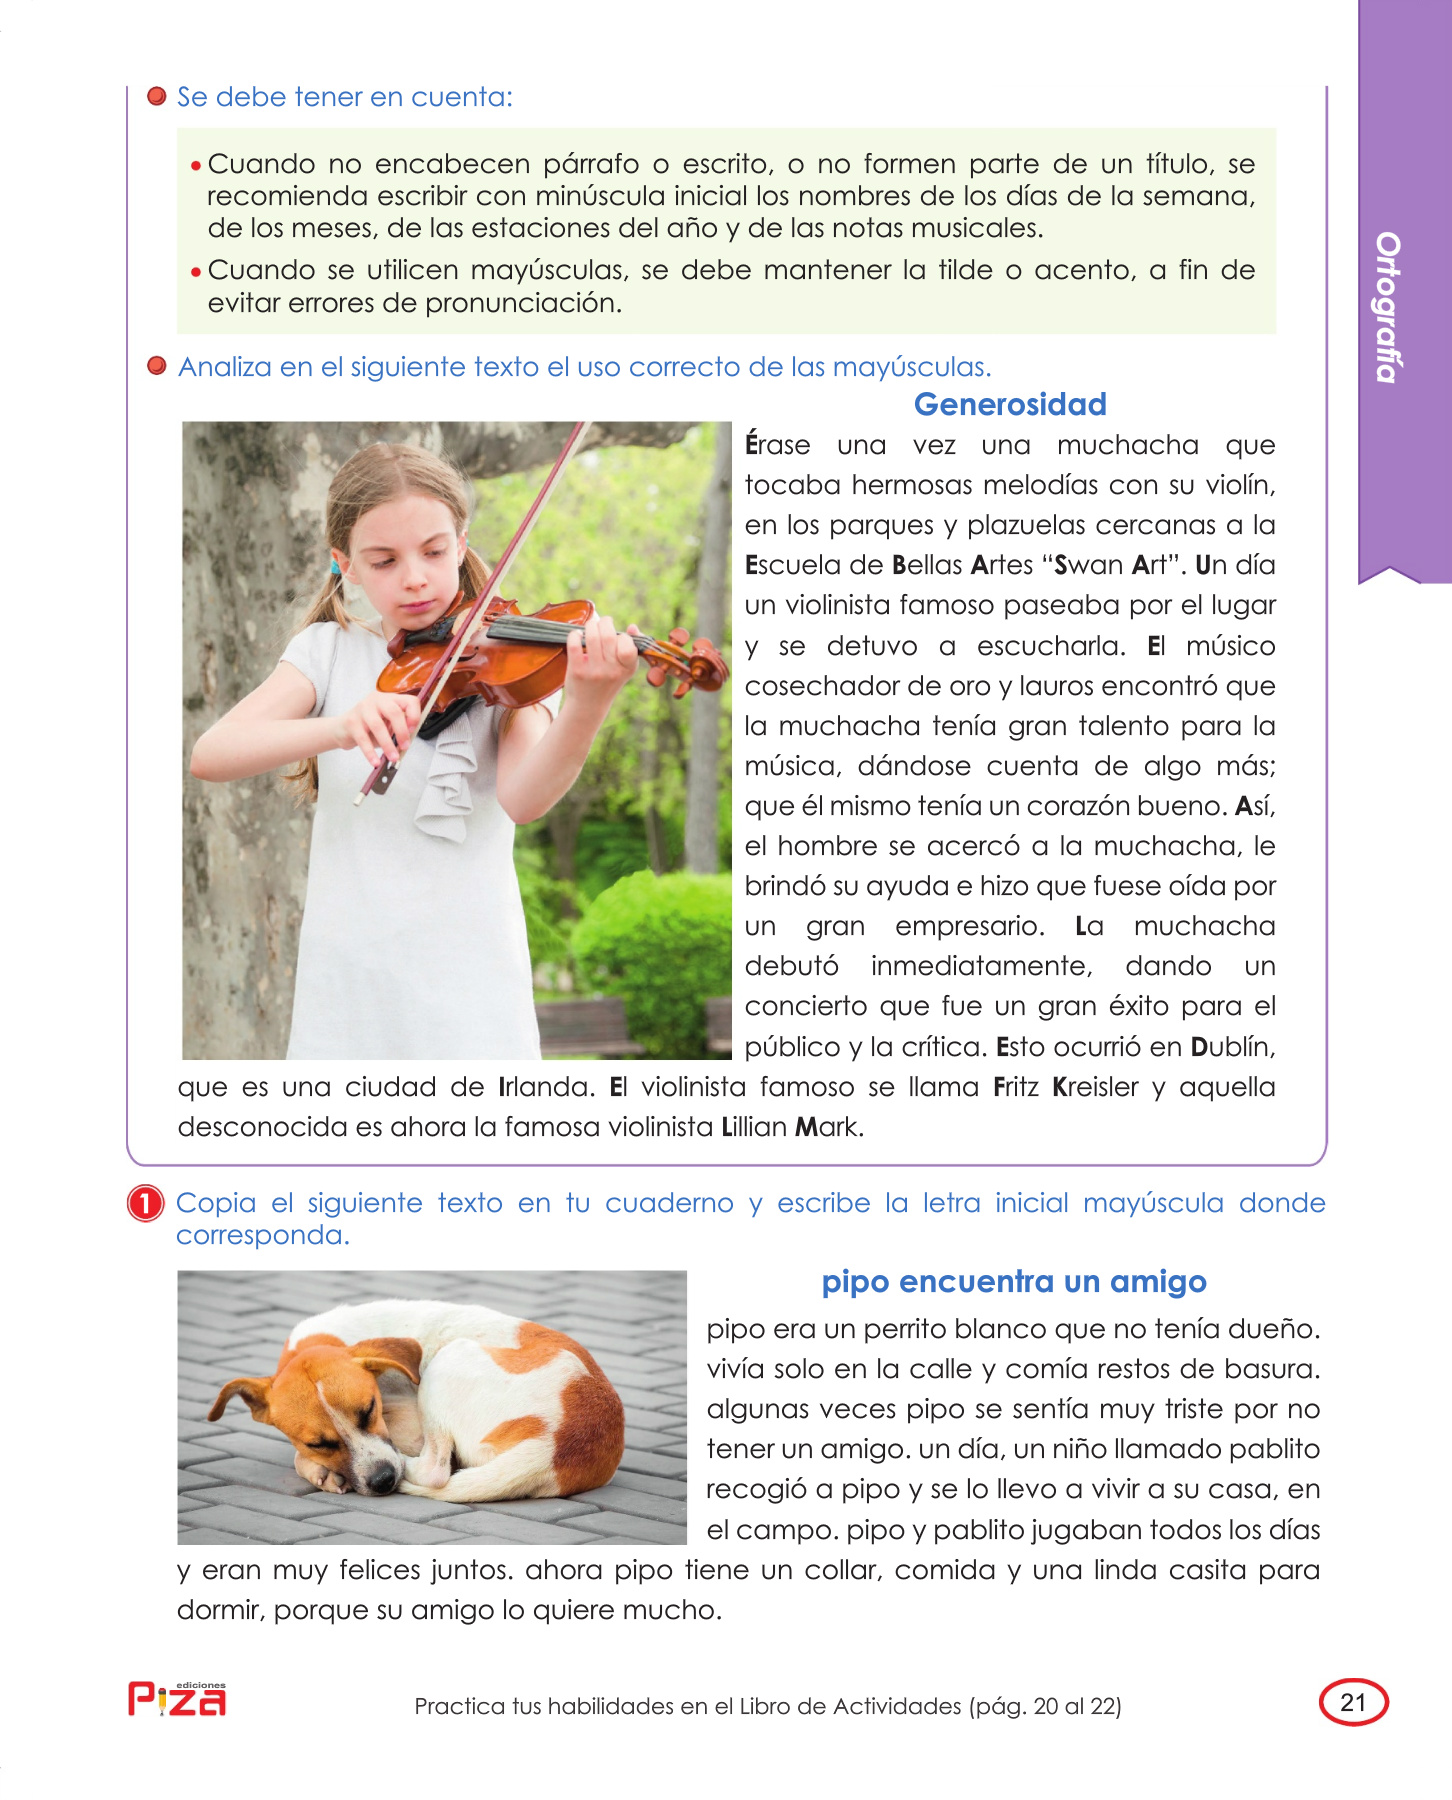 Se debe tener en cuenta:
• Cuando no encabecen párrafo o escrito, o no formen parte de un título, se
recomienda escribir con minúscula inicial los nombres de los días de la semana,
de los meses, de las estaciones del año y de las notas musicales.
• Cuando se utilicen mayúsculas, se debe mantener la tilde o acento, a fin de
evitar errores de pronunciación.
Ortografía
Analiza en el siguiente texto el uso correcto de las mayúsculas.
Generosidad
Érase una vez una muchacha que
tocaba hermosas melodías con su violín,
en los parques y plazuelas cercanas a la
Escuela de Bellas Artes “Swan Art”. Un día
un violinista famoso paseaba por el lugar
y se detuvo a escucharla. El músico
cosechador de oro y lauros encontró que
la muchacha tenía gran talento para la
música, dándose cuenta de algo más;
que él mismo tenía un corazón bueno. Así,
el hombre se acercó a la muchacha, le
brindó su ayuda e hizo que fuese oída por
un gran empresario. La muchacha
debutó inmediatamente, dando un
concierto que fue un gran éxito para el
público y la crítica. Esto ocurrió en Dublín,
que es una ciudad de Irlanda. El violinista famoso se llama Fritz Kreisler y aquella
desconocida es ahora la famosa violinista Lillian Mark.
1 Copia el siguiente texto en tu cuaderno y escribe la letra inicial mayúscula donde
corresponda.
pipo encuentra un amigo
pipo era un perrito blanco que no tenía dueño.
vivía solo en la calle y comía restos de basura.
algunas veces pipo se sentía muy triste por no
tener un amigo. un día, un niño llamado pablito
recogió a pipo y se lo llevo a vivir a su casa, en
el campo. pipo y pablito jugaban todos los días
y eran muy felices juntos. ahora pipo tiene un collar, comida y una linda casita para
dormir, porque su amigo lo quiere mucho.
ediciones
Piza
Practica tus habilidades en el Libro de Actividades (pág. 20 al 22)
21